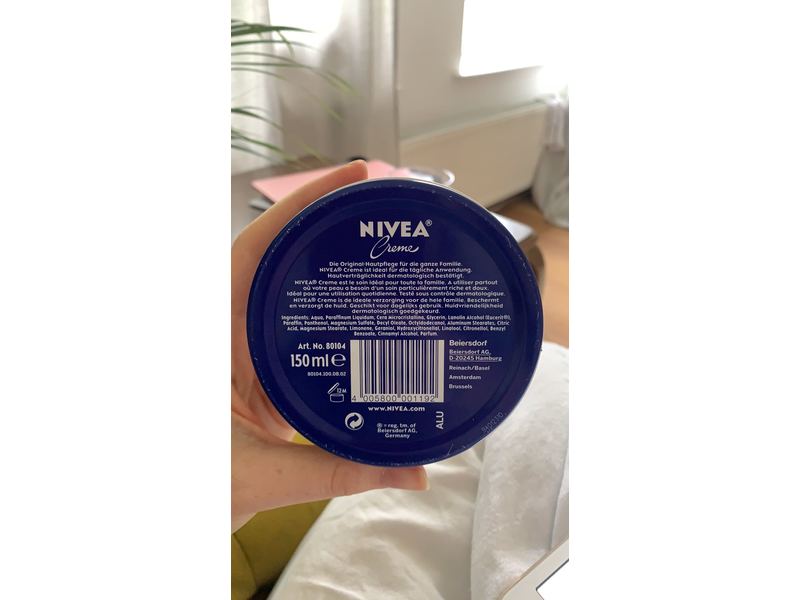 NIVEA®
Creme
Die Original-Hautpflege für die ganze Familie.
NIVEA® Creme ist ideal für die tägliche Anwendung.
Hautverträglichkeit dermatologisch bestätigt.
NIVEA® Creme est le soin idéal pour toute la famille. A utiliser partout
où votre peau a besoin d'un soin particulièrement riche et doux.
Idéal pour une utilisation quotidienne. Testé sous contrôle dermatologique.
NIVEA® Creme is de ideale verzorging voor de hele familie. Beschermt
en verzorgt de huid. Geschikt voor dagelijks gebruik. Huidvriendelijkheid
dermatologisch goedgekeurd.
Ingredients: Aqua, Paraffinum Liquidum, Cera Microcristallina, Glycerin, Lanolin Alcohol (Eucerit®),
Paraffin, Panthenol, Magnesium Sulfate, Decyl Oleate, Octyldodecanol, Aluminum Stearates, Citric
Acid, Magnesium Stearate, Limonene, Geraniol, Hydroxycitronellal, Linalool, Citronellol, Benzyl
Benzoate, Cinnamyl Alcohol, Parfum.
Art. No. 80104
150 ml ℮
80104.100.08.02
12 M
4 005800 001192
www.NIVEA.com
® = reg. tm. of
Beiersdorf AG,
Germany
ALU
Beiersdorf
Beiersdorf AG,
D-20245 Hamburg
Reinach/Basel
Amsterdam
Brussels